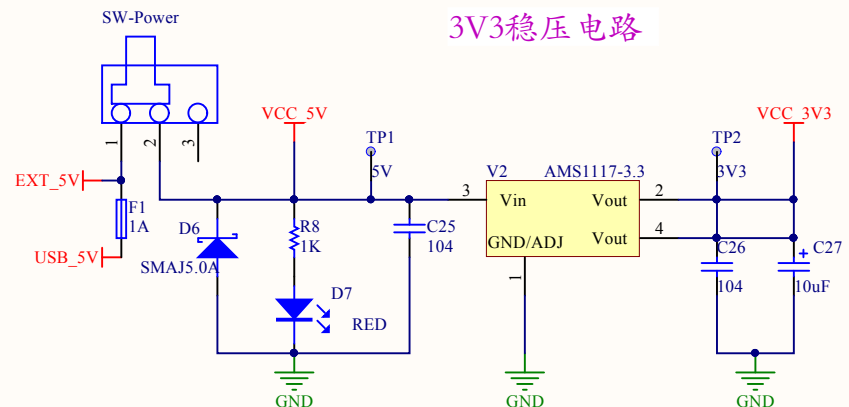 SW-Power
3V3稳压电路
1
2
3
VCC_5V
TP1
5V
TP2
3V3
VCC_3V3
EXT_5V
F1
1A
USB_5V
D6
SMAJ5.0A
R8
1K
D7
RED
C25
104
V2
AMS1117-3.3
3
Vin
Vout
2
GND/ADJ
Vout
4
1
C26
104
C27
+
10uF
GND
GND
GND